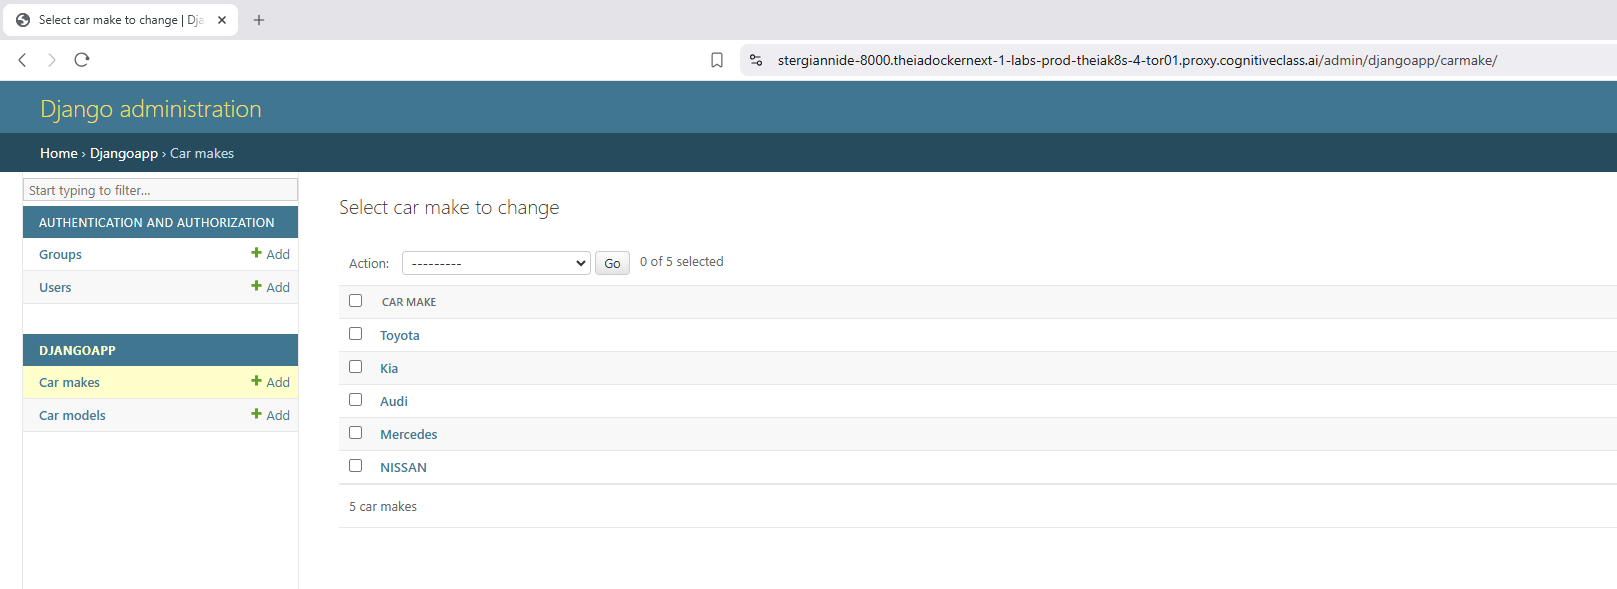 Select car make to change | Dja
stergiannide-8000.theiadockernext-1-labs-prod-theiak8s-4-tor01.proxy.cognitiveclass.ai/admin/djangoapp/carmake/
Django administration
Home › Djangoapp › Car makes
Start typing to filter...
AUTHENTICATION AND AUTHORIZATION
Groups + Add
Users + Add
DJANGOAPP
Car makes + Add
Car models + Add
Select car make to change
Action: --------- Go 0 of 5 selected
CAR MAKE
Toyota
Kia
Audi
Mercedes
NISSAN
5 car makes